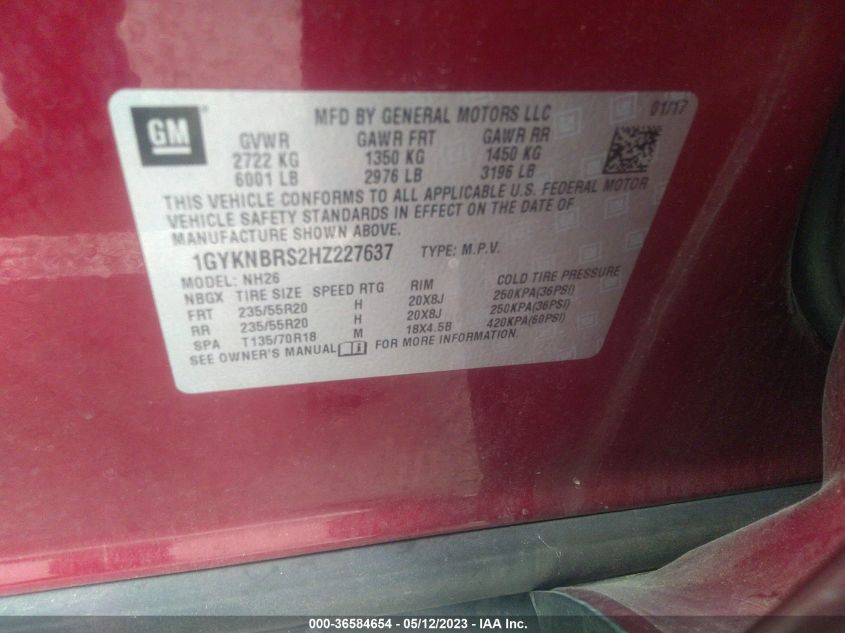 GM
MFD BY GENERAL MOTORS LLC 01/17
GVWR GAWR FRT GAWR RR
2722 KG 1350 KG 1450 KG
6001 LB 2976 LB 3196 LB
THIS VEHICLE CONFORMS TO ALL APPLICABLE U.S. FEDERAL MOTOR
VEHICLE SAFETY STANDARDS IN EFFECT ON THE DATE OF
MANUFACTURE SHOWN ABOVE.
1GYKNBRS2HZ227637 TYPE: M.P.V.
MODEL: NH26
NBGX TIRE SIZE SPEED RTG RIM COLD TIRE PRESSURE
FRT 235/55R20 H 20X8J 250KPA(36PSI)
RR 235/55R20 H 20X8J 250KPA(36PSI)
SPA T135/70R18 M 18X4.5B 420KPA(60PSI)
SEE OWNER'S MANUAL FOR MORE INFORMATION.
000-36584654 - 05/12/2023 - IAA Inc.